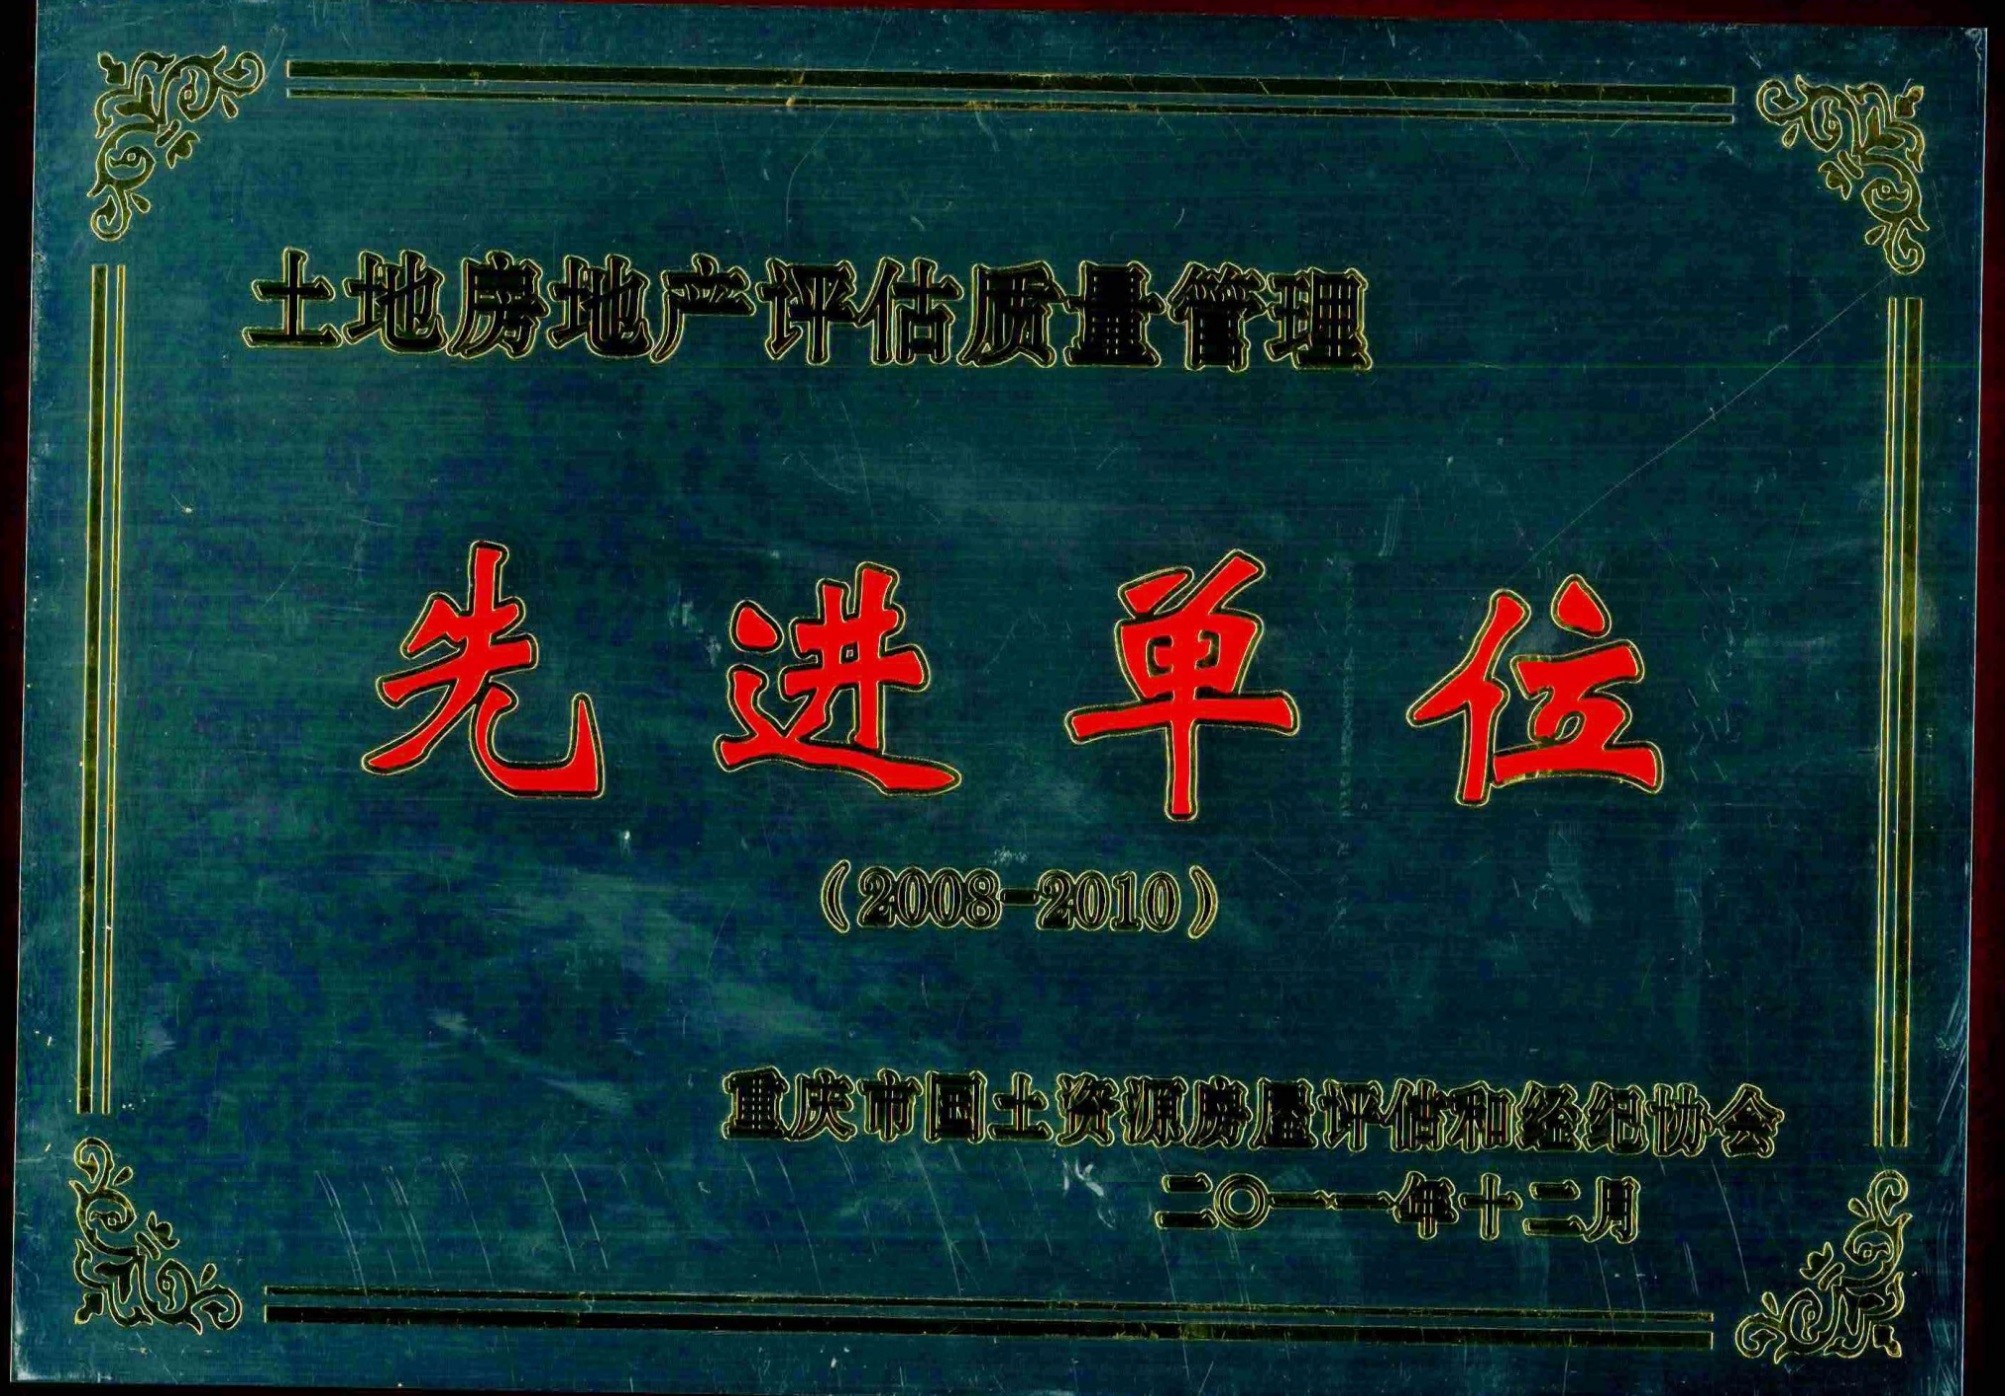 土地房地产评估质量管理
先进单位
（2008-2010）
重庆市国土资源房屋评估和经纪协会
二〇一一年十二月